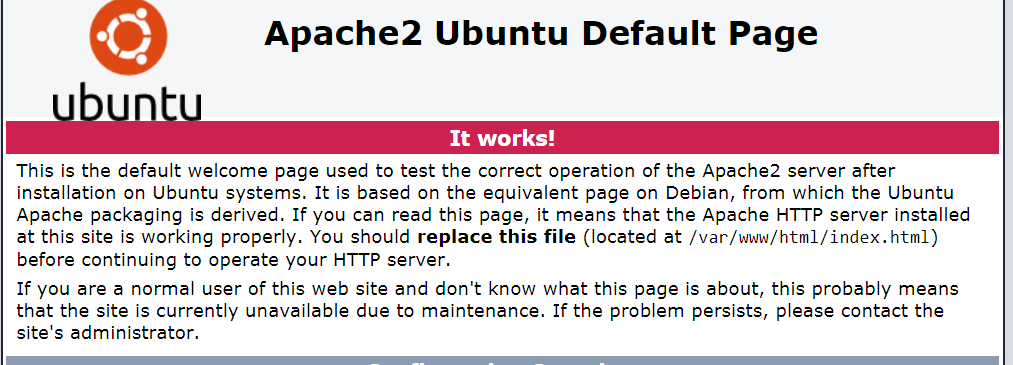 Apache2 Ubuntu Default Page
ubuntu
It works!
This is the default welcome page used to test the correct operation of the Apache2 server after
installation on Ubuntu systems. It is based on the equivalent page on Debian, from which the Ubuntu
Apache packaging is derived. If you can read this page, it means that the Apache HTTP server installed
at this site is working properly. You should replace this file (located at /var/www/html/index.html)
before continuing to operate your HTTP server.
If you are a normal user of this web site and don't know what this page is about, this probably means
that the site is currently unavailable due to maintenance. If the problem persists, please contact the
site's administrator.